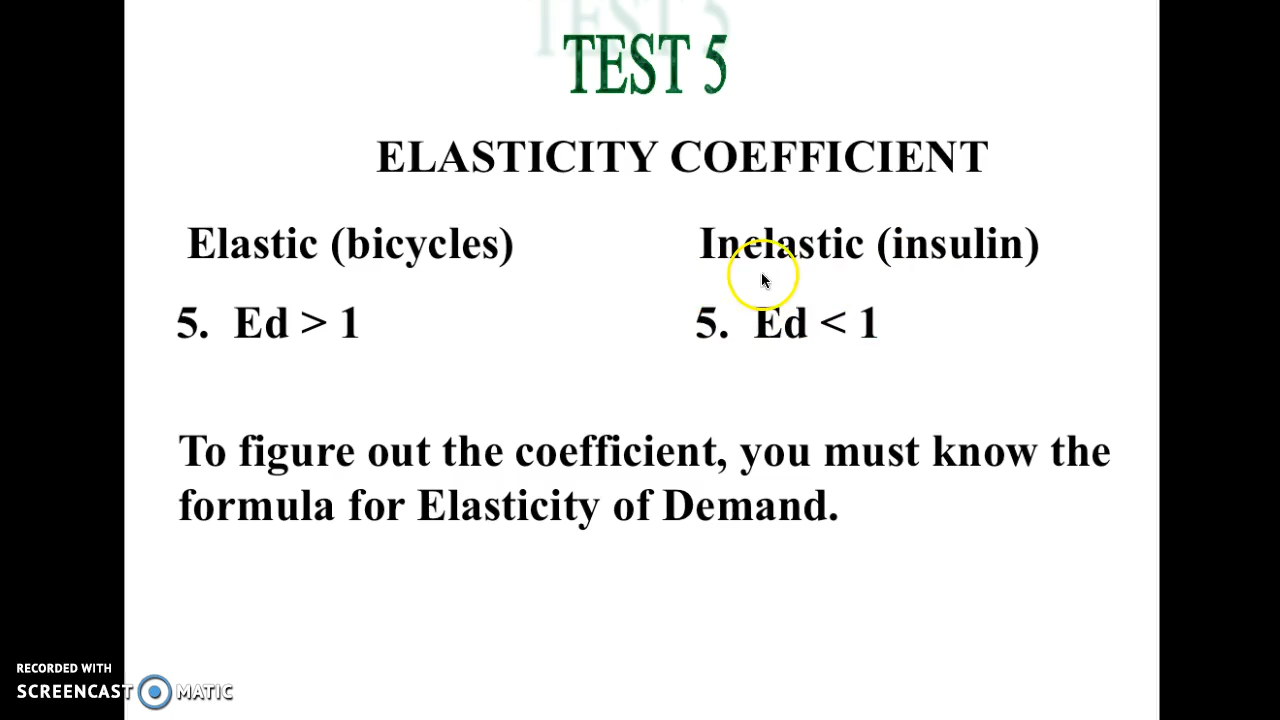 TEST 5
ELASTICITY COEFFICIENT
Elastic (bicycles)
Inelastic (insulin)
5. Ed > 1
5. Ed < 1
To figure out the coefficient, you must know the
formula for Elasticity of Demand.
RECORDED WITH
SCREENCAST MATIC